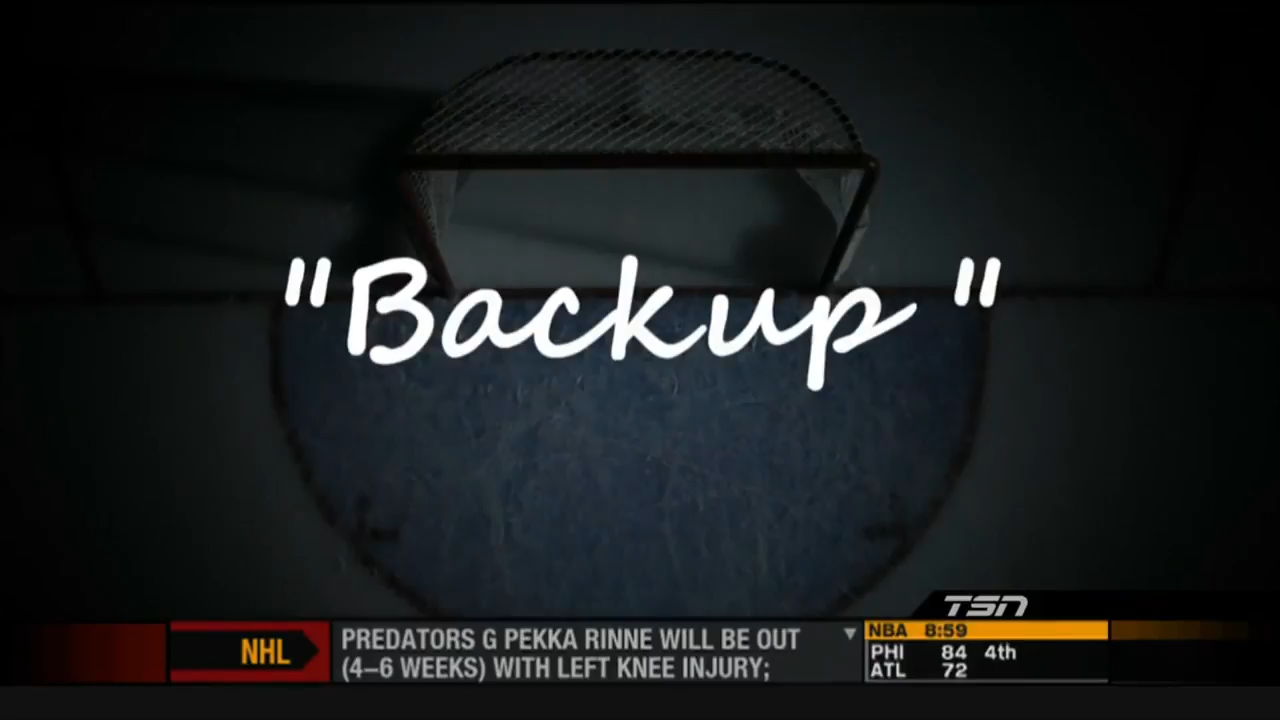 "Backup "
TSN
NHL
PREDATORS G PEKKA RINNE WILL BE OUT
(4–6 WEEKS) WITH LEFT KNEE INJURY;
NBA 8:59
PHI 84 4th
ATL 72